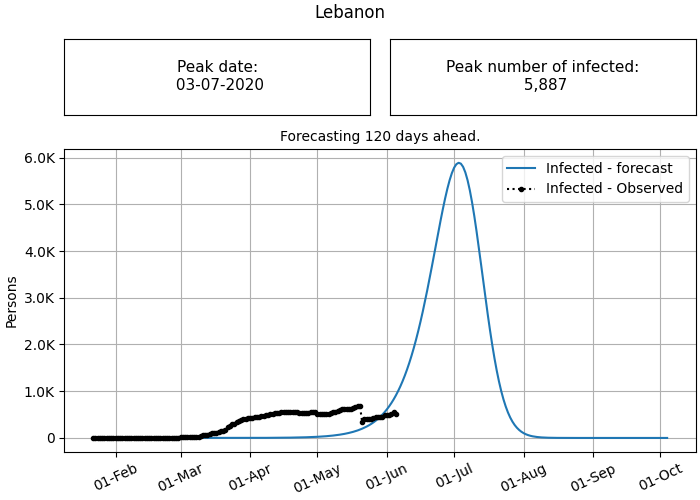 Lebanon
Peak date:
03-07-2020
Peak number of infected:
5,887
Forecasting 120 days ahead.
Infected - forecast
Infected - Observed
6.0K
5.0K
4.0K
3.0K
2.0K
1.0K
0
Persons
01-Feb
01-Mar
01-Apr
01-May
01-Jun
01-Jul
01-Aug
01-Sep
01-Oct